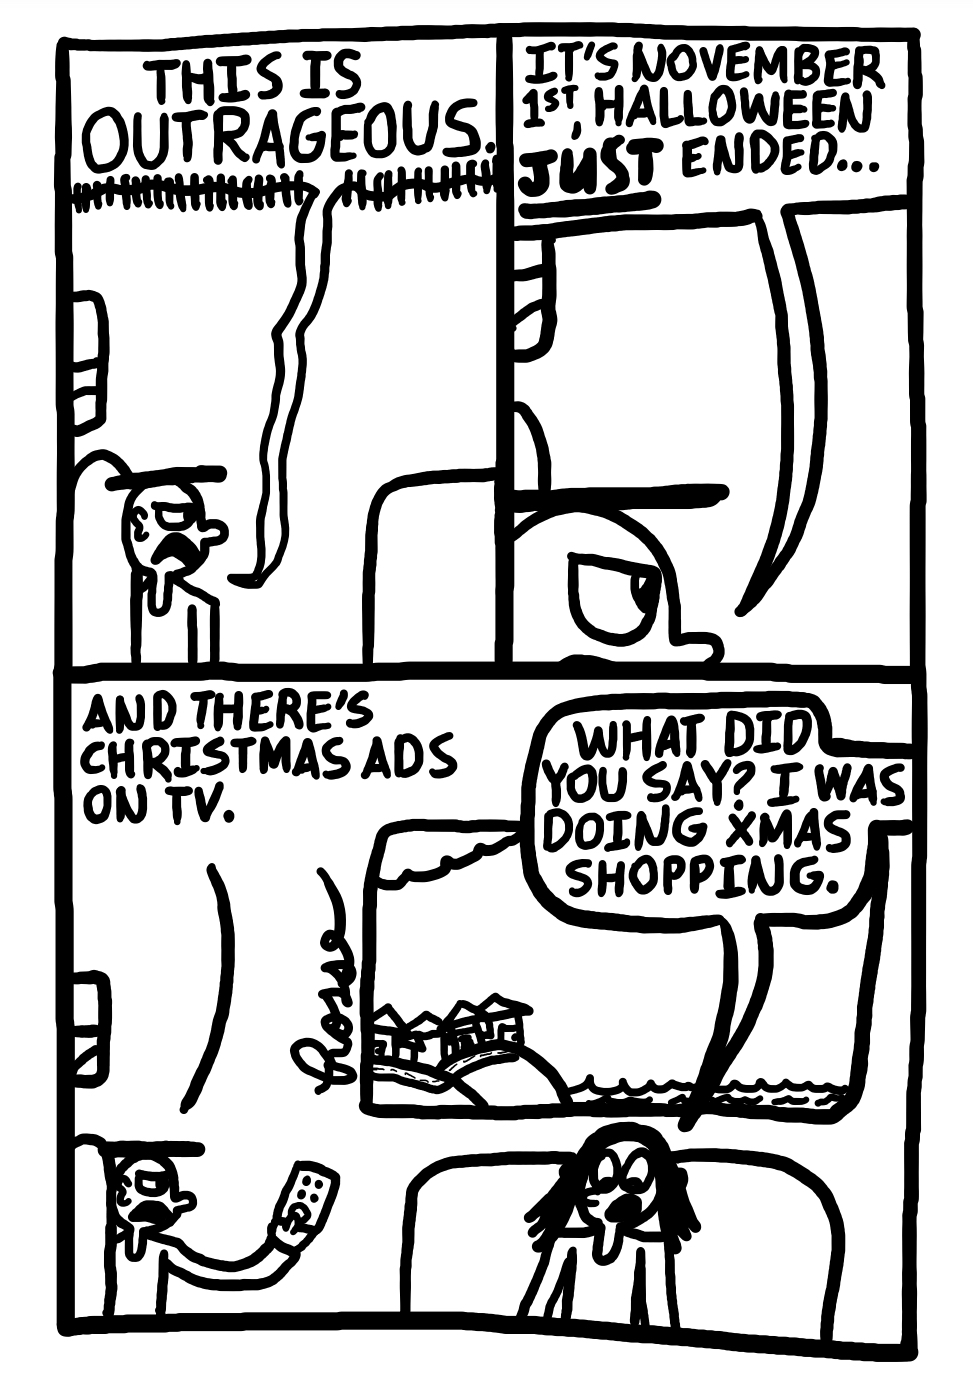 THIS IS
OUTRAGEOUS.
IT'S NOVEMBER
1ST, HALLOWEEN
JUST ENDED...
AND THERE'S
CHRISTMAS ADS
ON TV.
WHAT DID
YOU SAY? I WAS
DOING XMAS
SHOPPING.